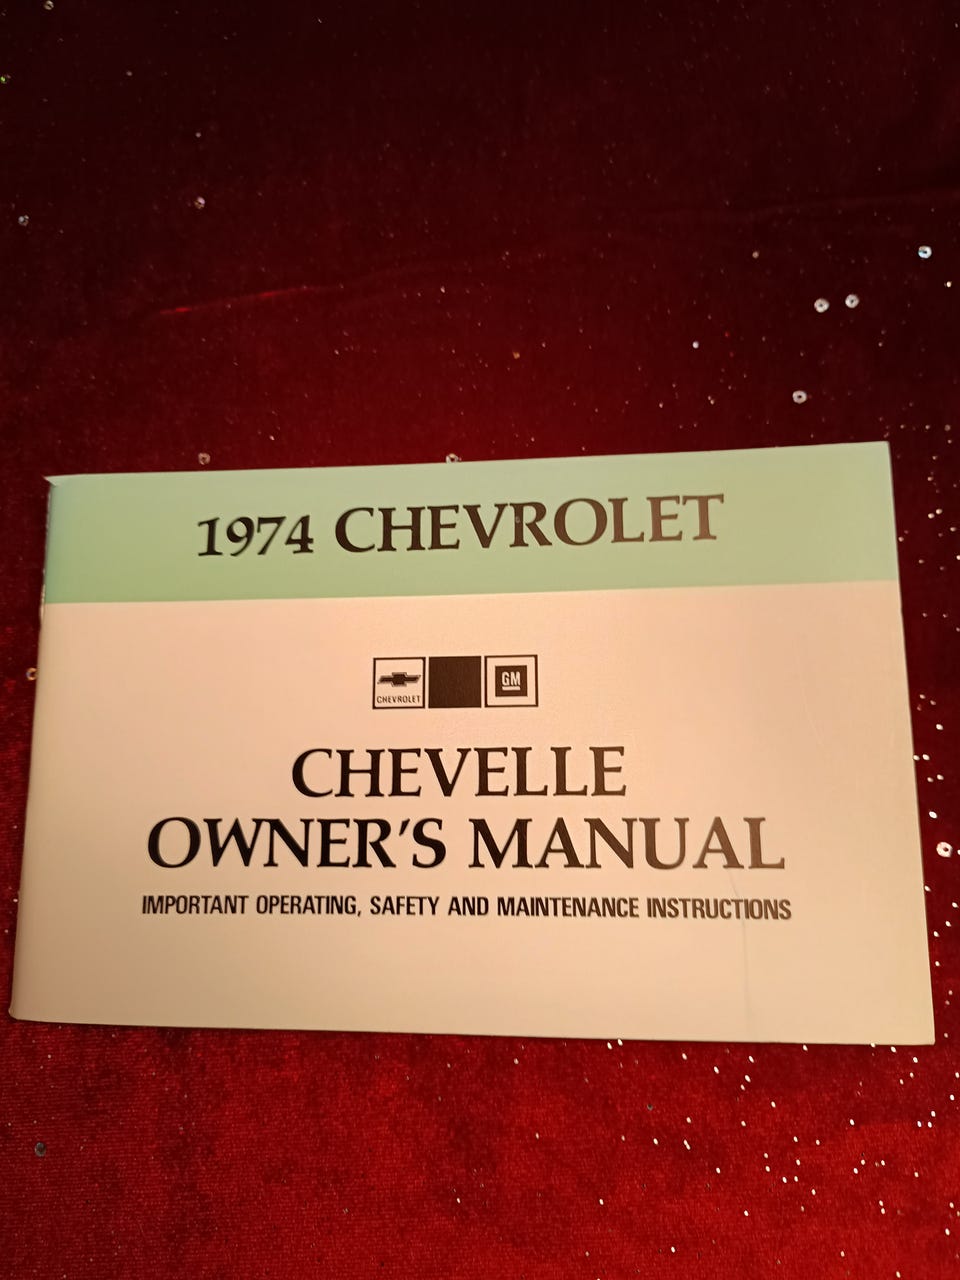 1974 CHEVROLET
CHEVROLET
GM
CHEVELLE
OWNER'S MANUAL
IMPORTANT OPERATING, SAFETY AND MAINTENANCE INSTRUCTIONS